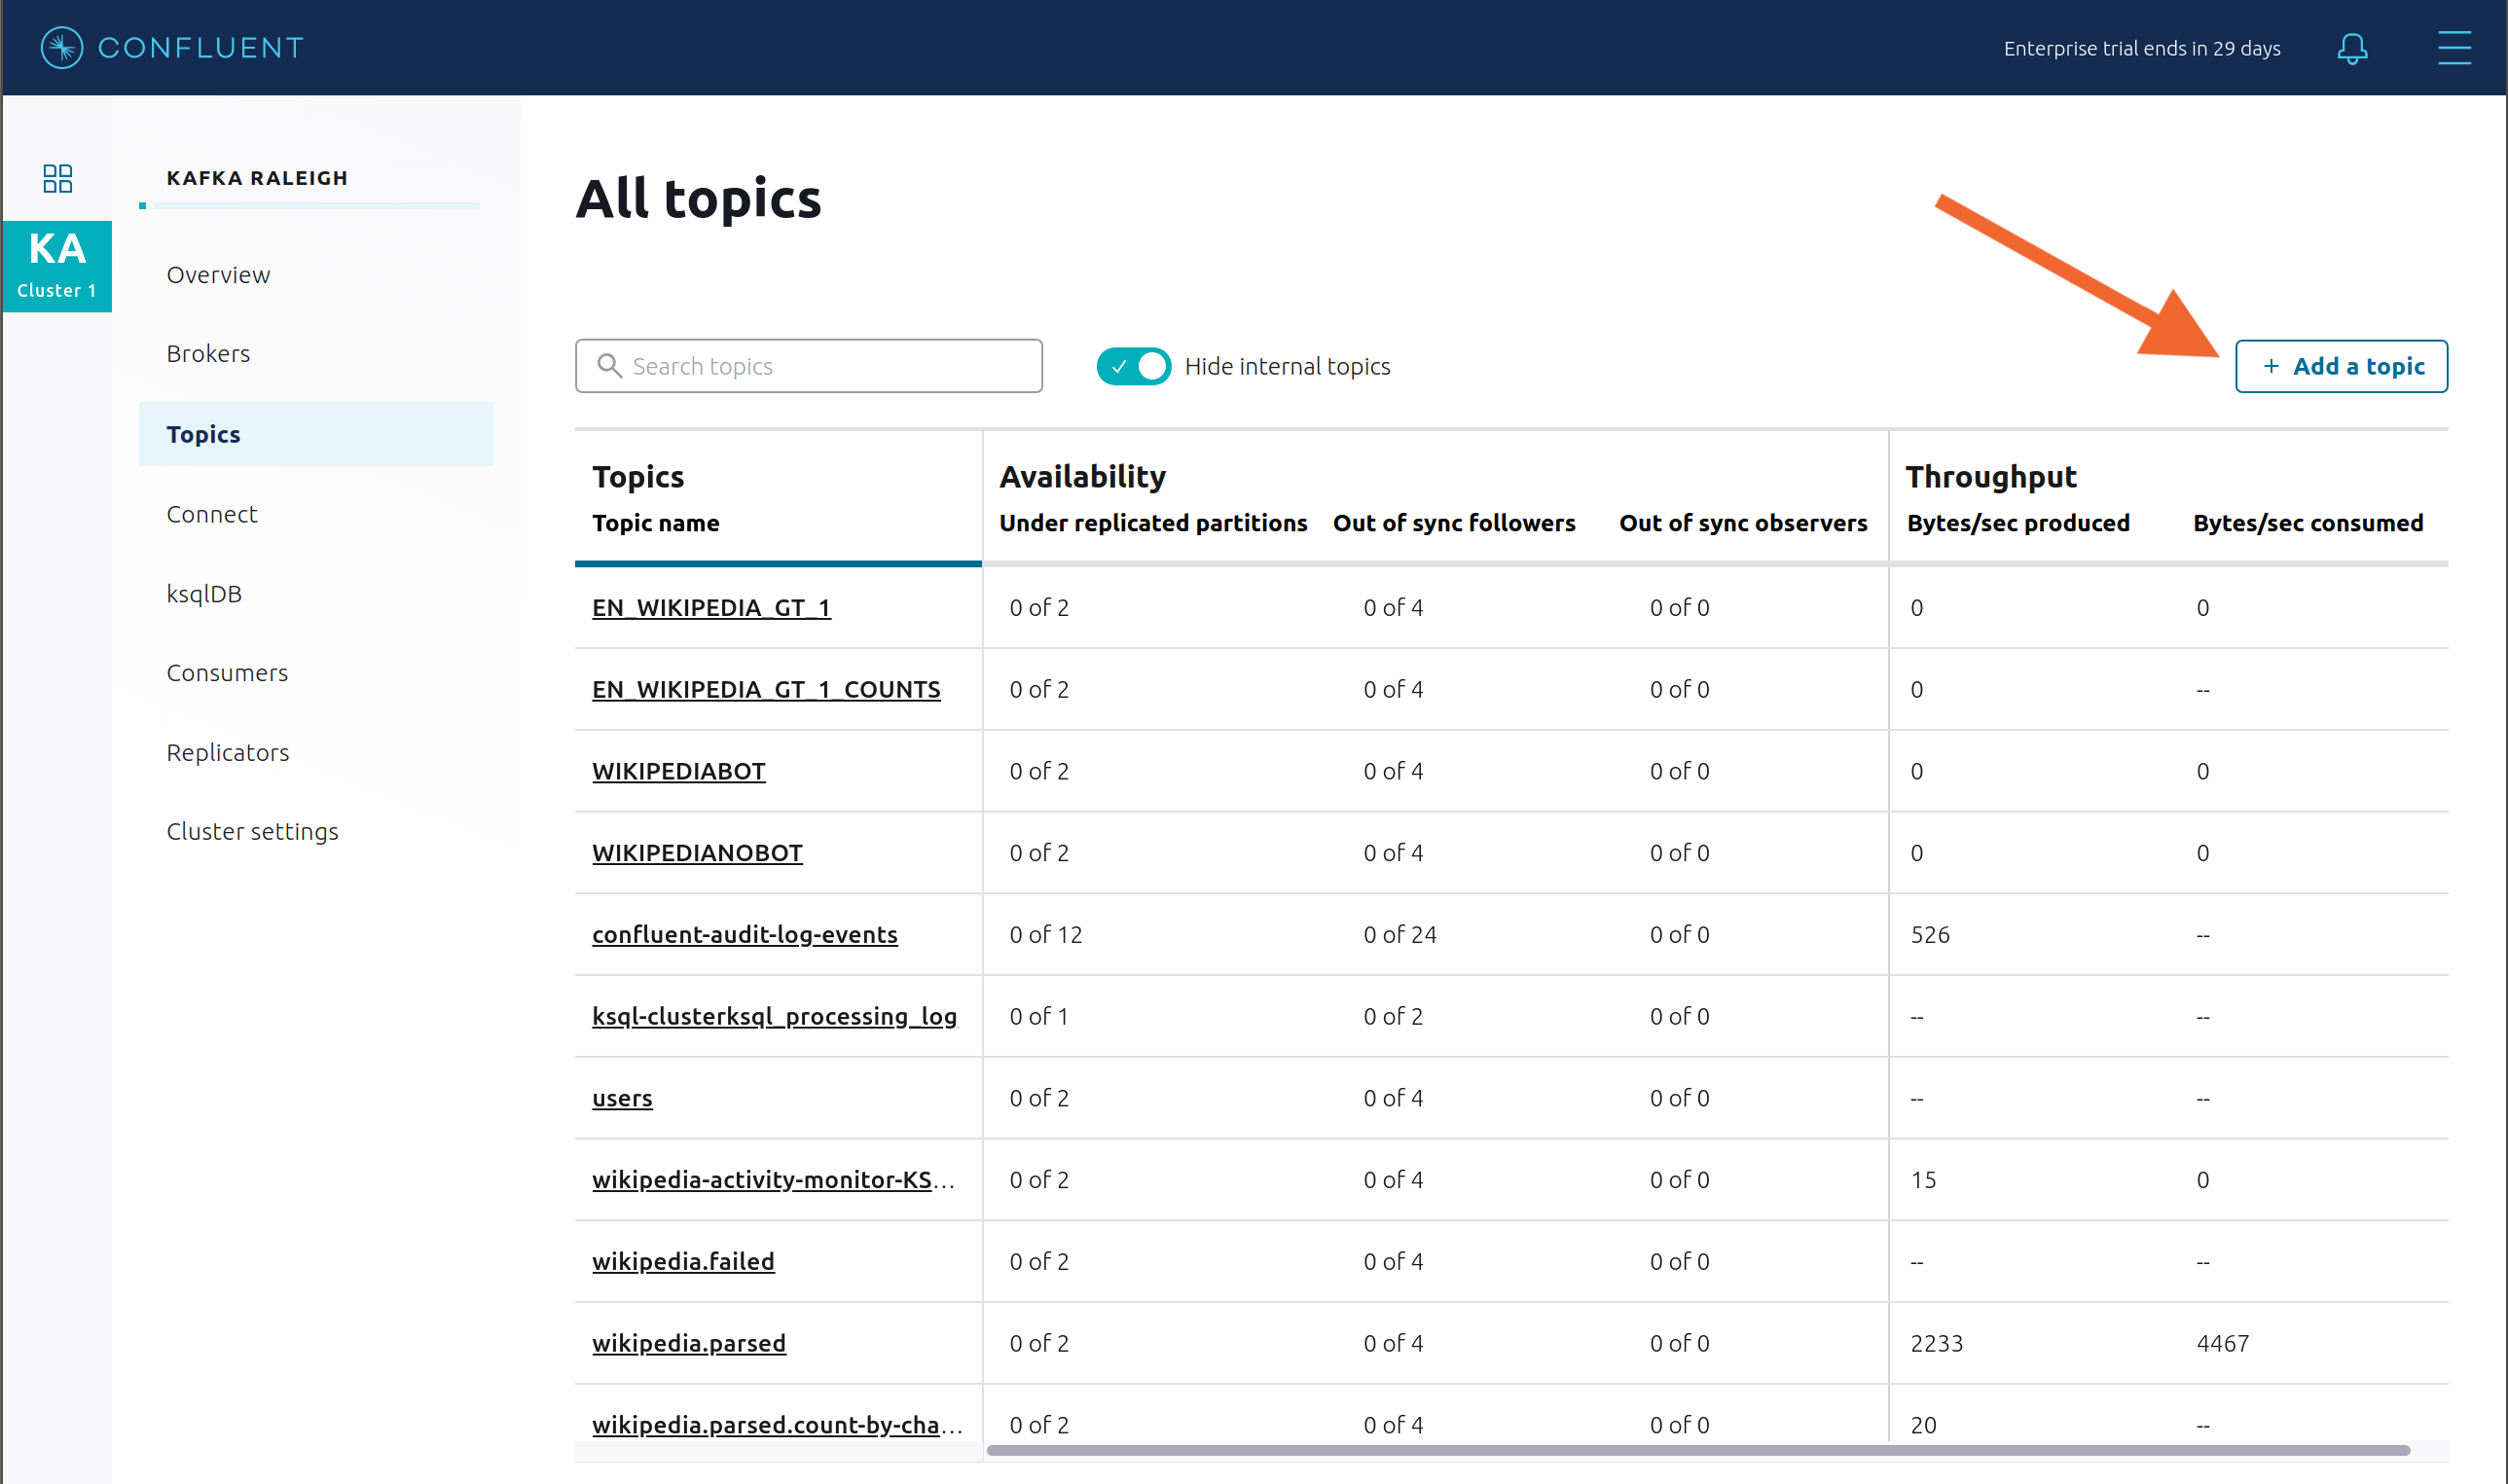 CONFLUENT
Enterprise trial ends in 29 days
KA
Cluster 1
KAFKA RALEIGH
Overview
Brokers
Topics
Connect
ksqlDB
Consumers
Replicators
Cluster settings
All topics
Search topics
Hide internal topics
+ Add a topic
Topics Availability Throughput
Topic name Under replicated partitions Out of sync followers Out of sync observers Bytes/sec produced Bytes/sec consumed
EN_WIKIPEDIA_GT_1 0 of 2 0 of 4 0 of 0 0 0
EN_WIKIPEDIA_GT_1_COUNTS 0 of 2 0 of 4 0 of 0 0 --
WIKIPEDIABOT 0 of 2 0 of 4 0 of 0 0 0
WIKIPEDIANOBOT 0 of 2 0 of 4 0 of 0 0 0
confluent-audit-log-events 0 of 12 0 of 24 0 of 0 526 --
ksql-clusterksql_processing_log 0 of 1 0 of 2 0 of 0 -- --
users 0 of 2 0 of 4 0 of 0 -- --
wikipedia-activity-monitor-KS... 0 of 2 0 of 4 0 of 0 15 0
wikipedia.failed 0 of 2 0 of 4 0 of 0 -- --
wikipedia.parsed 0 of 2 0 of 4 0 of 0 2233 4467
wikipedia.parsed.count-by-cha... 0 of 2 0 of 4 0 of 0 20 --